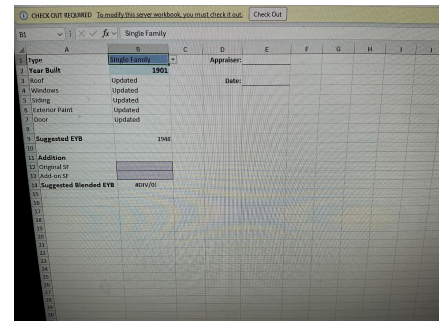 CHECK OUT REQUIRED To modify this server workbook, you must check it out. Check Out
B1 fx Single Family
A B C D E F G H I J
1 Type Single Family Appraiser:
2 Year Built 1901
3 Roof Updated Date:
4 Windows Updated
5 Siding Updated
6 Exterior Paint Updated
7 Door Updated
8
9 Suggested EYB 1948
10
11 Addition
12 Original SF
13 Add-on SF
14 Suggested Blended EYB #DIV/0!
15
16
17
18
19
20
21
22
23
24
25
26
27
28
29
30